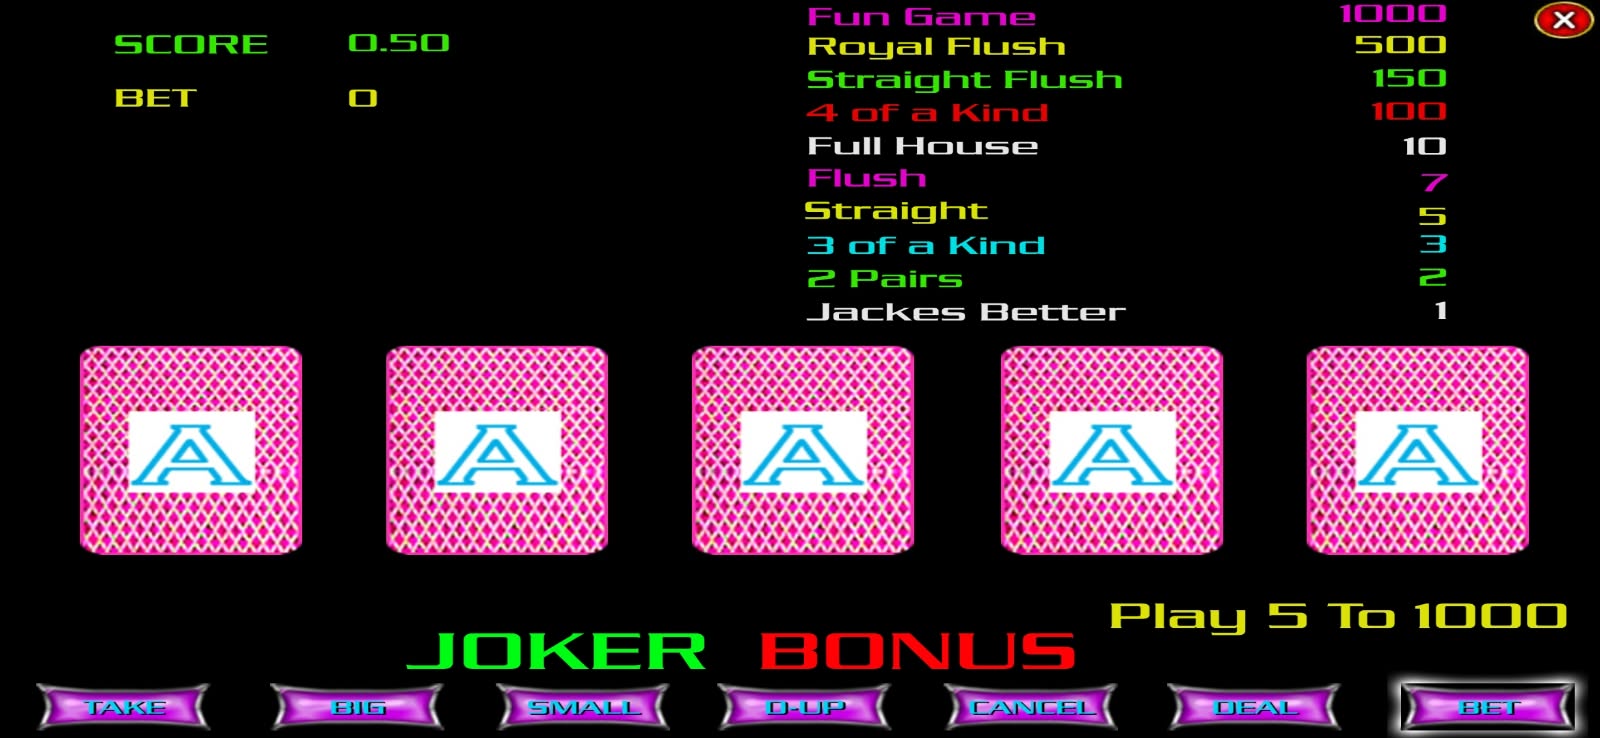 SCORE 0.50
BET 0
Fun Game 1000
Royal Flush 500
Straight Flush 150
4 of a Kind 100
Full House 10
Flush 7
Straight 5
3 of a Kind 3
2 Pairs 2
Jackes Better 1
A A A A A
Play 5 To 1000
JOKER BONUS
TAKE BIG SMALL D-UP CANCEL DEAL BET